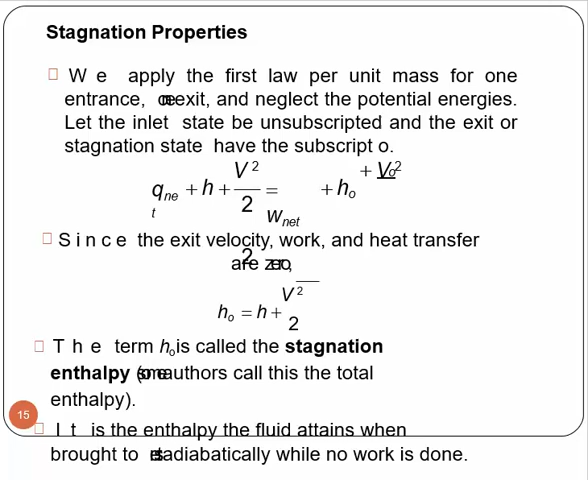 Stagnation Properties
We apply the first law per unit mass for one
entrance, one exit, and neglect the potential energies.
Let the inlet state be unsubscripted and the exit or
stagnation state have the subscript o.
q_net + h + V²/2 = w_net + h_o + V_o²/2
Since the exit velocity, work, and heat transfer
are zero,
h_o = h + V²/2
The term h_o is called the stagnation
enthalpy (some authors call this the total
enthalpy).
15
It is the enthalpy the fluid attains when
brought to rest adiabatically while no work is done.